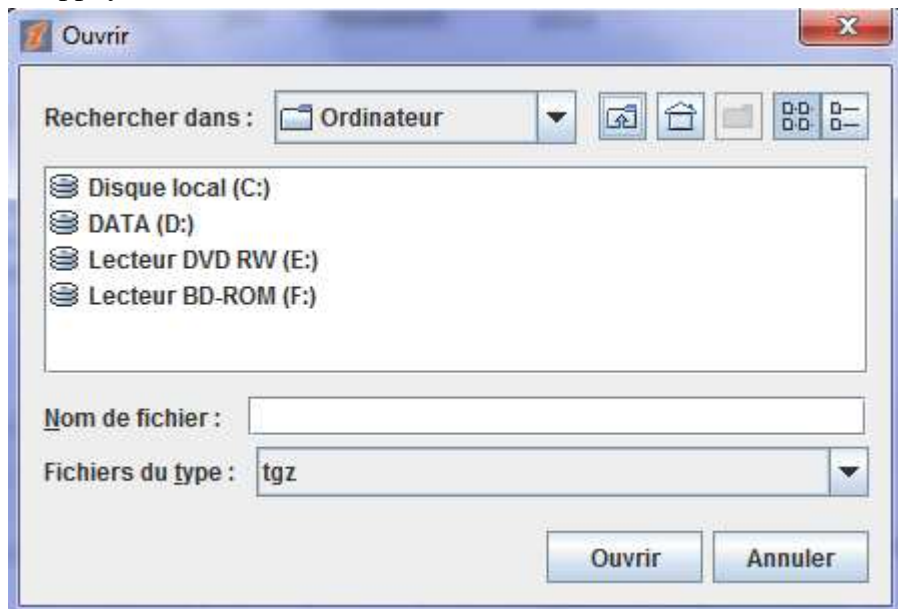 Ouvrir
Rechercher dans : Ordinateur
Disque local (C:)
DATA (D:)
Lecteur DVD RW (E:)
Lecteur BD-ROM (F:)
Nom de fichier :
Fichiers du type : tgz
Ouvrir Annuler